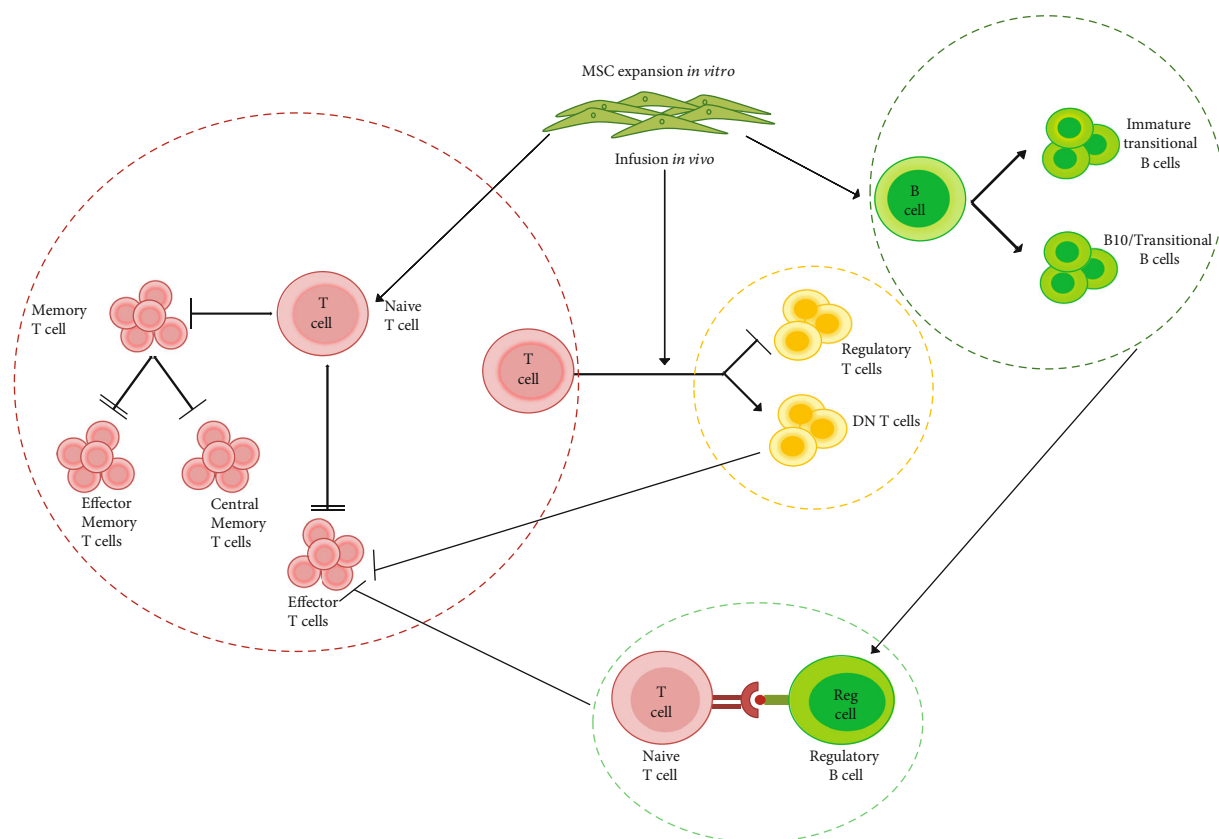 MSC expansion in vitro
Infusion in vivo
B
cell
Immature
transitional
B cells
B10/Transitional
B cells
Memory
T cell
T
cell
Naive
T cell
T
cell
Regulatory
T cells
DN T cells
Effector
Memory
T cells
Central
Memory
T cells
Effector
T cells
T
cell
Naive
T cell
Reg
cell
Regulatory
B cell